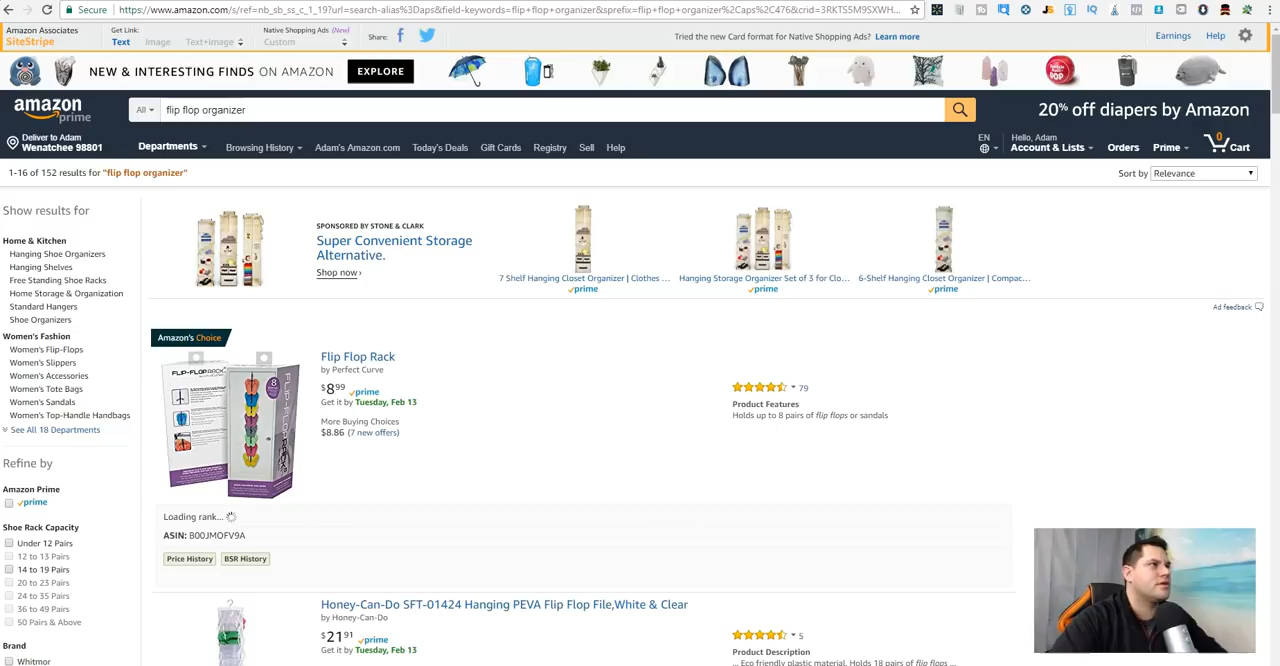 Secure
https://www.amazon.com/s/ref=nb_sb_ss_c_1_19?url=search-alias%3Daps&field-keywords=flip+flop+organizer&sprefix=flip+flop+organizer%2Caps%2C476&crid=3RKTS5M9SXWH...
Amazon Associates
SiteStripe
Get Link:
Text Image Text+Image
Native Shopping Ads (New)
Custom
Share:
Tried the new Card format for Native Shopping Ads? Learn more
Earnings Help
NEW & INTERESTING FINDS ON AMAZON EXPLORE
amazon
prime
All flip flop organizer
20% off diapers by Amazon
Deliver to Adam
Wenatchee 98801
Departments Browsing History Adam's Amazon.com Today's Deals Gift Cards Registry Sell Help
EN
Hello, Adam
Account & Lists Orders Prime 0 Cart
1-16 of 152 results for "flip flop organizer"
Sort by Relevance
Show results for
Home & Kitchen
Hanging Shoe Organizers
Hanging Shelves
Free Standing Shoe Racks
Home Storage & Organization
Standard Hangers
Shoe Organizers
Women's Fashion
Women's Flip-Flops
Women's Slippers
Women's Accessories
Women's Tote Bags
Women's Sandals
Women's Top-Handle Handbags
See All 18 Departments
Refine by
Amazon Prime
prime
Shoe Rack Capacity
Under 12 Pairs
12 to 13 Pairs
14 to 19 Pairs
20 to 23 Pairs
24 to 35 Pairs
36 to 49 Pairs
50 Pairs & Above
Brand
Whitmor
SPONSORED BY STONE & CLARK
Super Convenient Storage
Alternative.
Shop now ›
7 Shelf Hanging Closet Organizer | Clothes ...
prime
Hanging Storage Organizer Set of 3 for Clo...
prime
6-Shelf Hanging Closet Organizer | Compac...
prime
Ad feedback
Amazon's Choice
FLIP-FLOP RACK
8
FLIP-FLOP RACK
Flip Flop Rack
by Perfect Curve
$8 99 prime
Get it by Tuesday, Feb 13
More Buying Choices
$8.86 (7 new offers)
79
Product Features
Holds up to 8 pairs of flip flops or sandals
Loading rank...
ASIN: B00JMOFV9A
Price History BSR History
Honey-Can-Do SFT-01424 Hanging PEVA Flip Flop File,White & Clear
by Honey-Can-Do
$21 91 prime
Get it by Tuesday, Feb 13
5
Product Description
... Eco friendly plastic material. Holds 18 pairs of flip flops ...